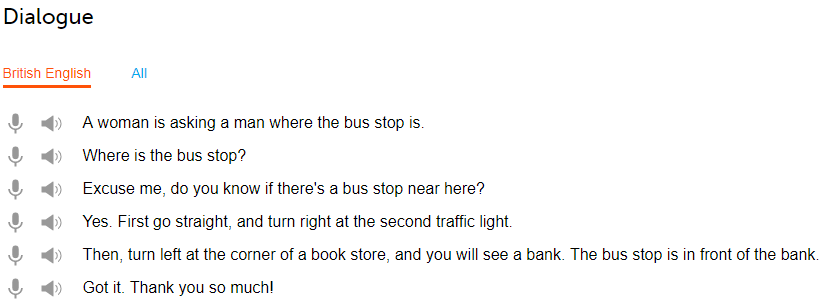 Dialogue
British English All
A woman is asking a man where the bus stop is.
Where is the bus stop?
Excuse me, do you know if there's a bus stop near here?
Yes. First go straight, and turn right at the second traffic light.
Then, turn left at the corner of a book store, and you will see a bank. The bus stop is in front of the bank.
Got it. Thank you so much!